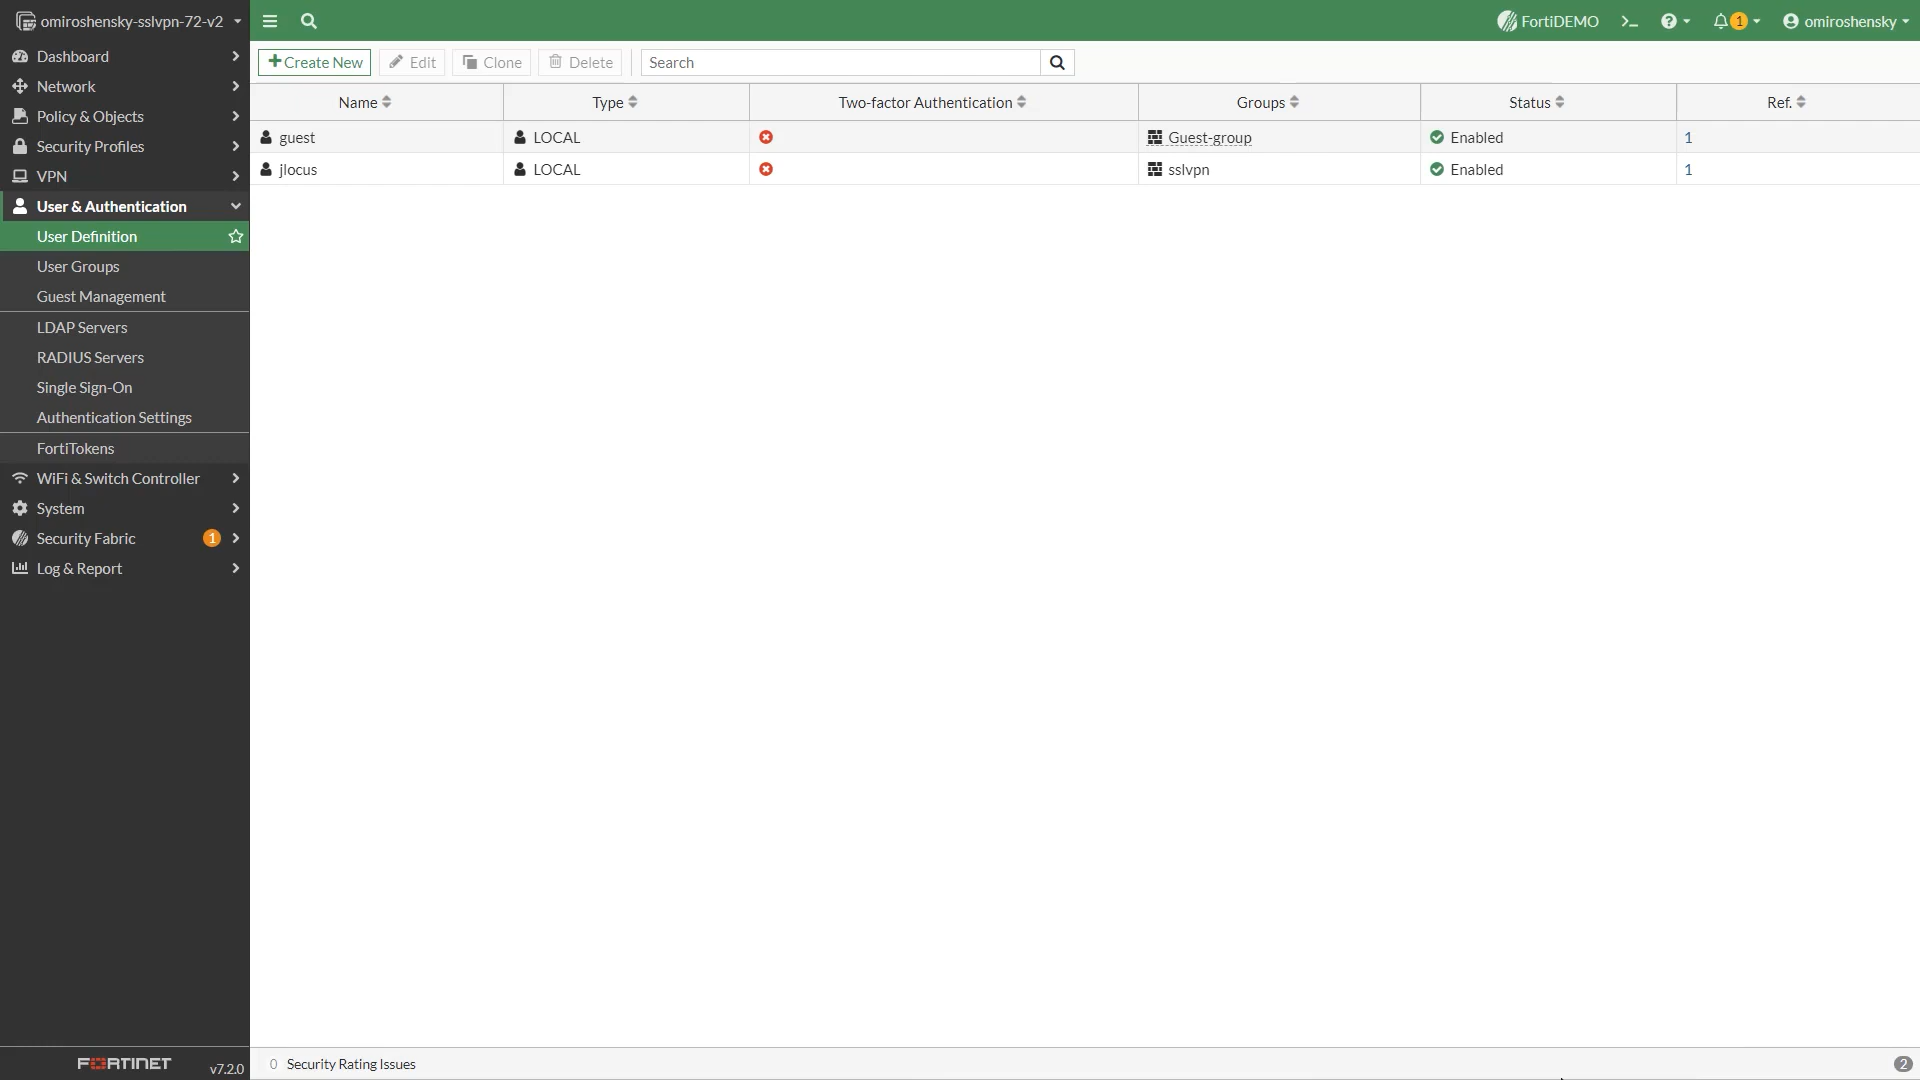 omiroshensky-sslvpn-72-v2
FortiDEMO
>_
1
omiroshensky
Dashboard
Network
Policy & Objects
Security Profiles
VPN
User & Authentication
User Definition
User Groups
Guest Management
LDAP Servers
RADIUS Servers
Single Sign-On
Authentication Settings
FortiTokens
WiFi & Switch Controller
System
Security Fabric 1
Log & Report
FORTINET v7.2.0
+Create New Edit Clone Delete Search
Name Type Two-factor Authentication Groups Status Ref.
guest LOCAL Guest-group Enabled 1
jlocus LOCAL sslvpn Enabled 1
0 Security Rating Issues 2